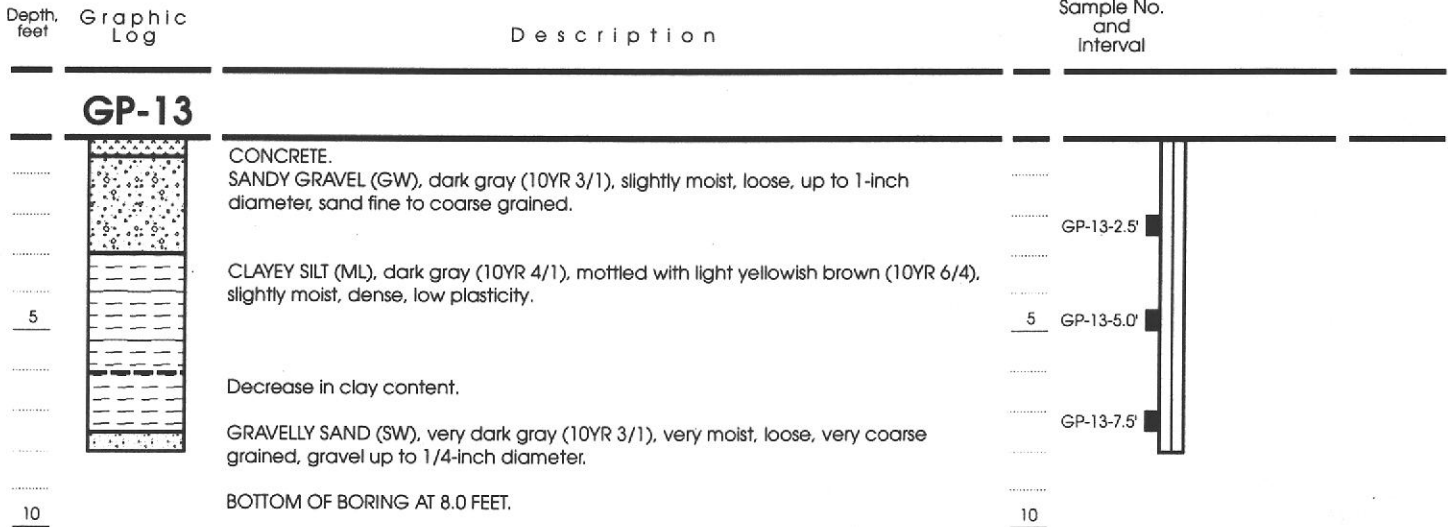 Depth, feet
Graphic Log
Description
Sample No. and Interval
GP-13
CONCRETE.
SANDY GRAVEL (GW), dark gray (10YR 3/1), slightly moist, loose, up to 1-inch
diameter, sand fine to coarse grained.
GP-13-2.5'
CLAYEY SILT (ML), dark gray (10YR 4/1), mottled with light yellowish brown (10YR 6/4),
slightly moist, dense, low plasticity.
5
5
GP-13-5.0'
Decrease in clay content.
GP-13-7.5'
GRAVELLY SAND (SW), very dark gray (10YR 3/1), very moist, loose, very coarse
grained, gravel up to 1/4-inch diameter.
BOTTOM OF BORING AT 8.0 FEET.
10
10